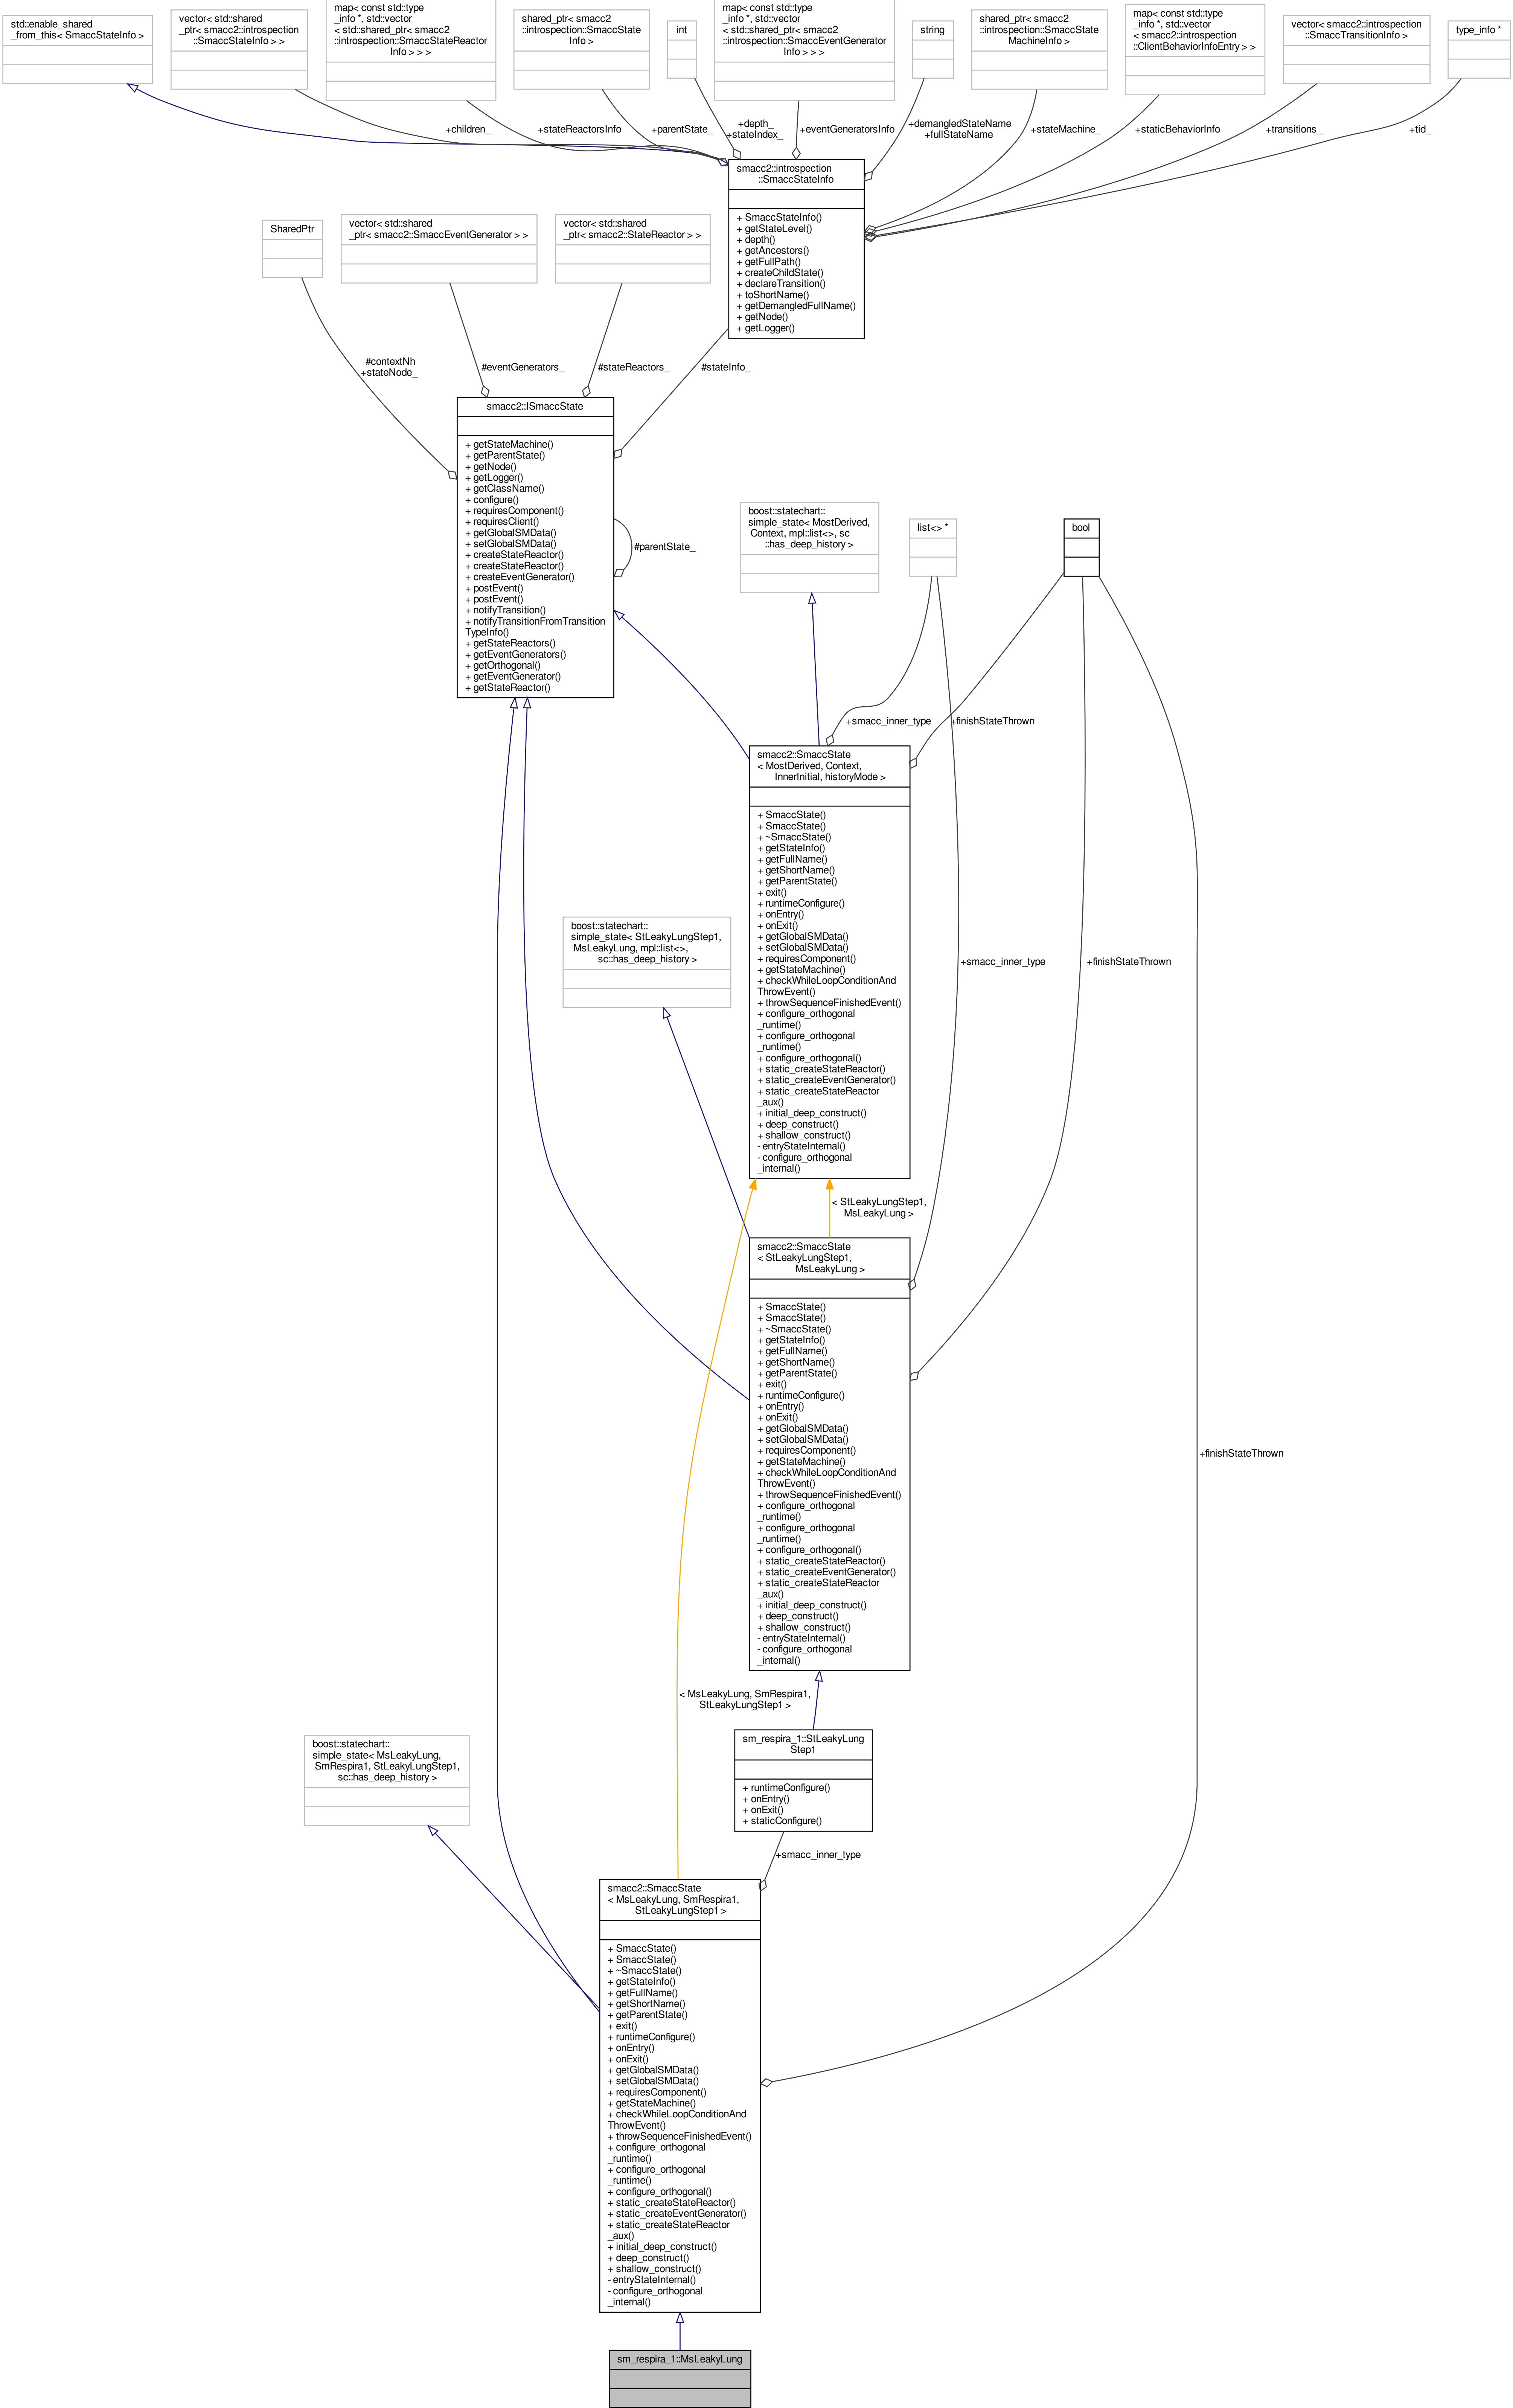 std::enable_shared
_from_this< SmaccStateInfo >
vector< std::shared
_ptr< smacc2::introspection
::SmaccStateInfo > >
map< const std::type
_info *, std::vector
< std::shared_ptr< smacc2
::introspection::SmaccStateReactor
Info > > >
shared_ptr< smacc2
::introspection::SmaccState
Info >
int
map< const std::type
_info *, std::vector
< std::shared_ptr< smacc2
::introspection::SmaccEventGenerator
Info > > >
string
shared_ptr< smacc2
::introspection::SmaccState
MachineInfo >
map< const std::type
_info *, std::vector
< smacc2::introspection
::ClientBehaviorInfoEntry > >
vector< smacc2::introspection
::SmaccTransitionInfo >
type_info *
+children_
+stateReactorsInfo
+parentState_
+depth_
+stateIndex_
+eventGeneratorsInfo
+demangledStateName
+fullStateName
+stateMachine_
+staticBehaviorInfo
+transitions_
+tid_
smacc2::introspection
::SmaccStateInfo
+ SmaccStateInfo()
+ getStateLevel()
+ depth()
+ getAncestors()
+ getFullPath()
+ createChildState()
+ declareTransition()
+ toShortName()
+ getDemangledFullName()
+ getNode()
+ getLogger()
SharedPtr
vector< std::shared
_ptr< smacc2::SmaccEventGenerator > >
vector< std::shared
_ptr< smacc2::StateReactor > >
#contextNh
+stateNode_
#eventGenerators_
#stateReactors_
#stateInfo_
smacc2::ISmaccState
+ getStateMachine()
+ getParentState()
+ getNode()
+ getLogger()
+ getClassName()
+ configure()
+ requiresComponent()
+ requiresClient()
+ getGlobalSMData()
+ setGlobalSMData()
+ createStateReactor()
+ createStateReactor()
+ createEventGenerator()
+ postEvent()
+ postEvent()
+ notifyTransition()
+ notifyTransitionFromTransition
TypeInfo()
+ getStateReactors()
+ getEventGenerators()
+ getOrthogonal()
+ getEventGenerator()
+ getStateReactor()
#parentState_
boost::statechart::
simple_state< MostDerived,
Context, mpl::list<>, sc
::has_deep_history >
list<> *
bool
+smacc_inner_type
+finishStateThrown
smacc2::SmaccState
< MostDerived, Context,
InnerInitial, historyMode >
+ SmaccState()
+ SmaccState()
+ ~SmaccState()
+ getStateInfo()
+ getFullName()
+ getShortName()
+ getParentState()
+ exit()
+ runtimeConfigure()
+ onEntry()
+ onExit()
+ getGlobalSMData()
+ setGlobalSMData()
+ requiresComponent()
+ getStateMachine()
+ checkWhileLoopConditionAnd
ThrowEvent()
+ throwSequenceFinishedEvent()
+ configure_orthogonal
_runtime()
+ configure_orthogonal
_runtime()
+ configure_orthogonal()
+ static_createStateReactor()
+ static_createEventGenerator()
+ static_createStateReactor
_aux()
+ initial_deep_construct()
+ deep_construct()
+ shallow_construct()
- entryStateInternal()
- configure_orthogonal
_internal()
boost::statechart::
simple_state< StLeakyLungStep1,
MsLeakyLung, mpl::list<>,
sc::has_deep_history >
+smacc_inner_type
+finishStateThrown
< StLeakyLungStep1,
MsLeakyLung >
smacc2::SmaccState
< StLeakyLungStep1,
MsLeakyLung >
+ SmaccState()
+ SmaccState()
+ ~SmaccState()
+ getStateInfo()
+ getFullName()
+ getShortName()
+ getParentState()
+ exit()
+ runtimeConfigure()
+ onEntry()
+ onExit()
+ getGlobalSMData()
+ setGlobalSMData()
+ requiresComponent()
+ getStateMachine()
+ checkWhileLoopConditionAnd
ThrowEvent()
+ throwSequenceFinishedEvent()
+ configure_orthogonal
_runtime()
+ configure_orthogonal
_runtime()
+ configure_orthogonal()
+ static_createStateReactor()
+ static_createEventGenerator()
+ static_createStateReactor
_aux()
+ initial_deep_construct()
+ deep_construct()
+ shallow_construct()
- entryStateInternal()
- configure_orthogonal
_internal()
+finishStateThrown
< MsLeakyLung, SmRespira1,
StLeakyLungStep1 >
sm_respira_1::StLeakyLung
Step1
+ runtimeConfigure()
+ onEntry()
+ onExit()
+ staticConfigure()
boost::statechart::
simple_state< MsLeakyLung,
SmRespira1, StLeakyLungStep1,
sc::has_deep_history >
+smacc_inner_type
smacc2::SmaccState
< MsLeakyLung, SmRespira1,
StLeakyLungStep1 >
+ SmaccState()
+ SmaccState()
+ ~SmaccState()
+ getStateInfo()
+ getFullName()
+ getShortName()
+ getParentState()
+ exit()
+ runtimeConfigure()
+ onEntry()
+ onExit()
+ getGlobalSMData()
+ setGlobalSMData()
+ requiresComponent()
+ getStateMachine()
+ checkWhileLoopConditionAnd
ThrowEvent()
+ throwSequenceFinishedEvent()
+ configure_orthogonal
_runtime()
+ configure_orthogonal
_runtime()
+ configure_orthogonal()
+ static_createStateReactor()
+ static_createEventGenerator()
+ static_createStateReactor
_aux()
+ initial_deep_construct()
+ deep_construct()
+ shallow_construct()
- entryStateInternal()
- configure_orthogonal
_internal()
sm_respira_1::MsLeakyLung